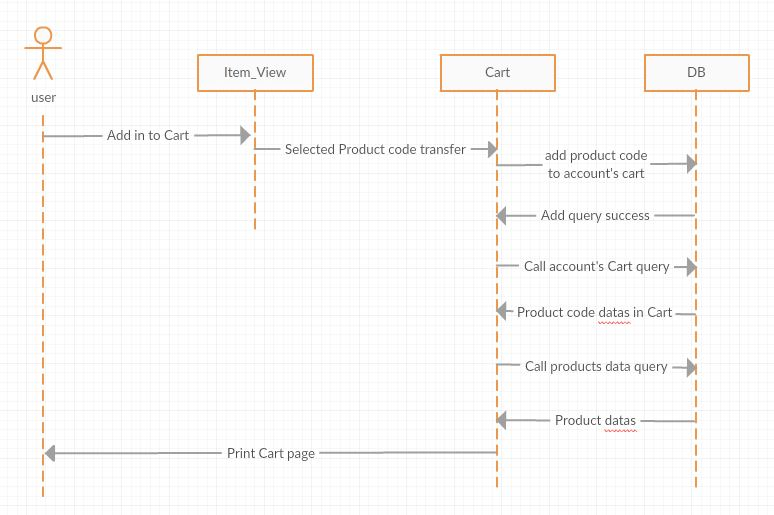 user
Item_View
Cart
DB
Add in to Cart
Selected Product code transfer
add product code
to account's cart
Add query success
Call account's Cart query
Product code datas in Cart
Call products data query
Product datas
Print Cart page